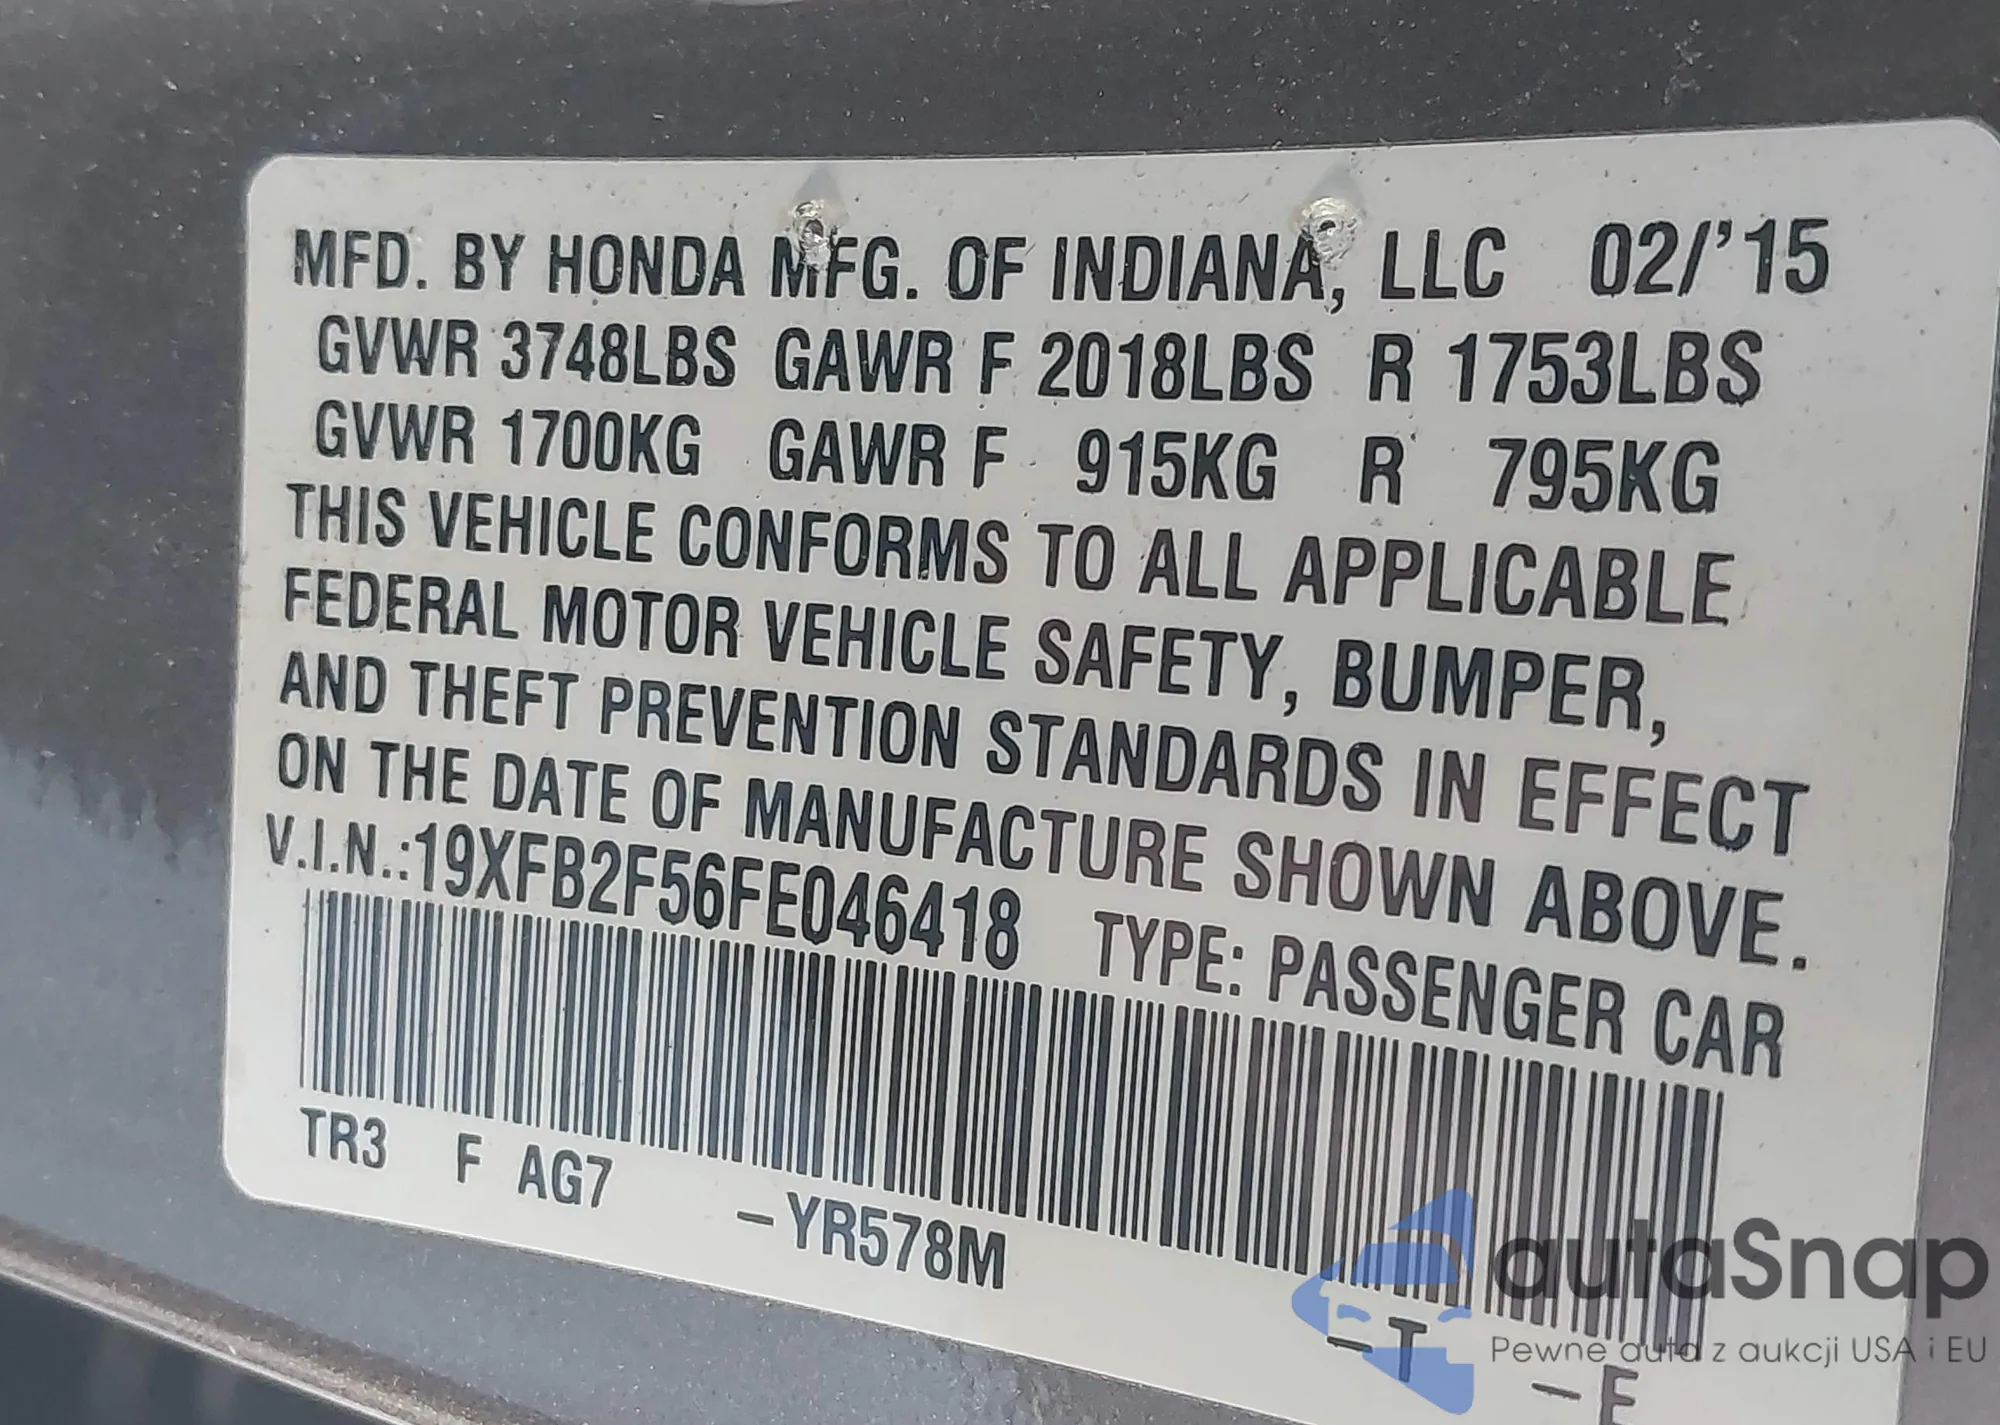 MFD. BY HONDA MFG. OF INDIANA, LLC 02/'15
GVWR 3748LBS GAWR F 2018LBS R 1753LBS
GVWR 1700KG GAWR F 915KG R 795KG
THIS VEHICLE CONFORMS TO ALL APPLICABLE
FEDERAL MOTOR VEHICLE SAFETY, BUMPER,
AND THEFT PREVENTION STANDARDS IN EFFECT
ON THE DATE OF MANUFACTURE SHOWN ABOVE.
V.I.N.:19XFB2F56FE046418 TYPE: PASSENGER CAR
TR3 F AG7 –YR578M –T –E
autaSnap
Pewne auta z aukcji USA i EU